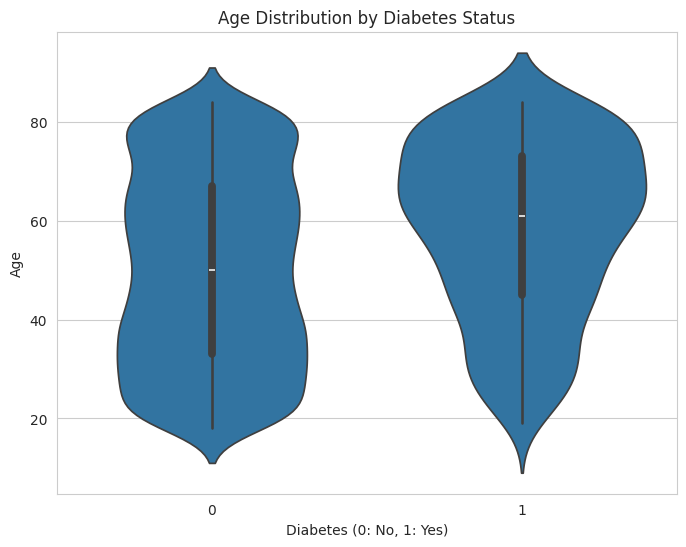 Age Distribution by Diabetes Status
Age
80
60
40
20
0
1
Diabetes (0: No, 1: Yes)